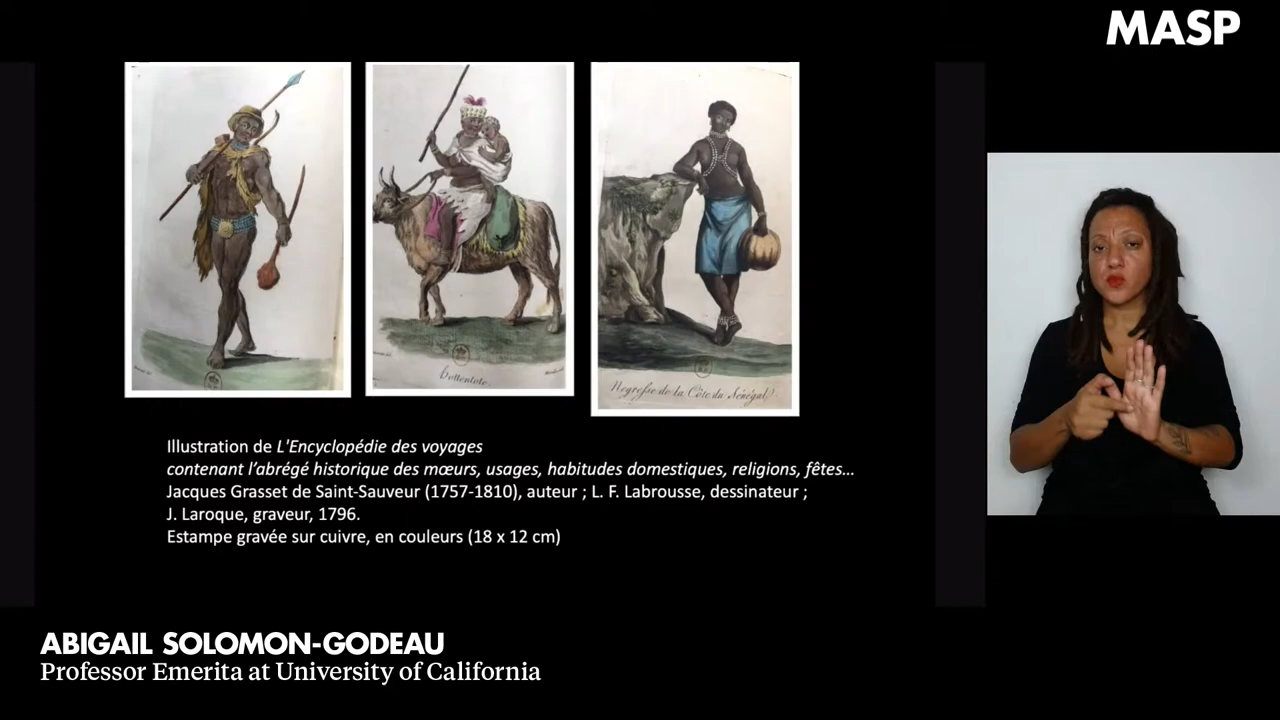 MASP
Hottentote.
Negresse de la Côte du Sénégal.
Illustration de L'Encyclopédie des voyages
contenant l'abrégé historique des mœurs, usages, habitudes domestiques, religions, fêtes...
Jacques Grasset de Saint-Sauveur (1757-1810), auteur ; L. F. Labrousse, dessinateur ;
J. Laroque, graveur, 1796.
Estampe gravée sur cuivre, en couleurs (18 x 12 cm)
ABIGAIL SOLOMON-GODEAU
Professor Emerita at University of California